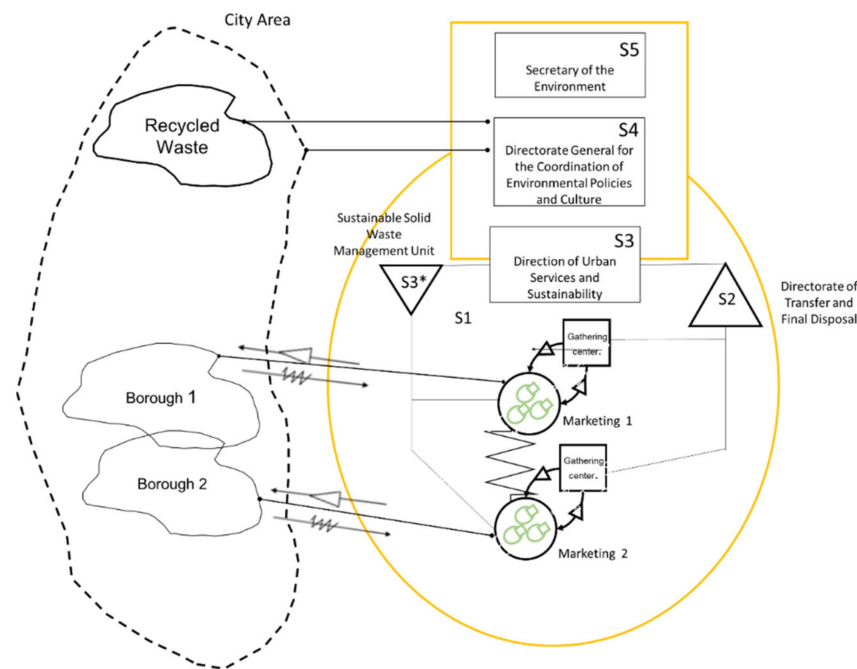 City Area
S5
Secretary of the
Environment
Recycled
Waste
S4
Directorate General for
the Coordination of
Environmental Policies
and Culture
Sustainable Solid
Waste
Management Unit
S3
Direction of Urban
Services and
Sustainability
S3*
S2
Directorate of
Transfer and
Final Disposal
S1
Gathering
center.
Marketing 1
Borough 1
Gathering
center.
Borough 2
Marketing 2